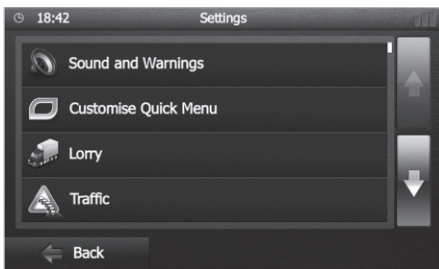 18:42 Settings
Sound and Warnings
Customise Quick Menu
Lorry
Traffic
Back